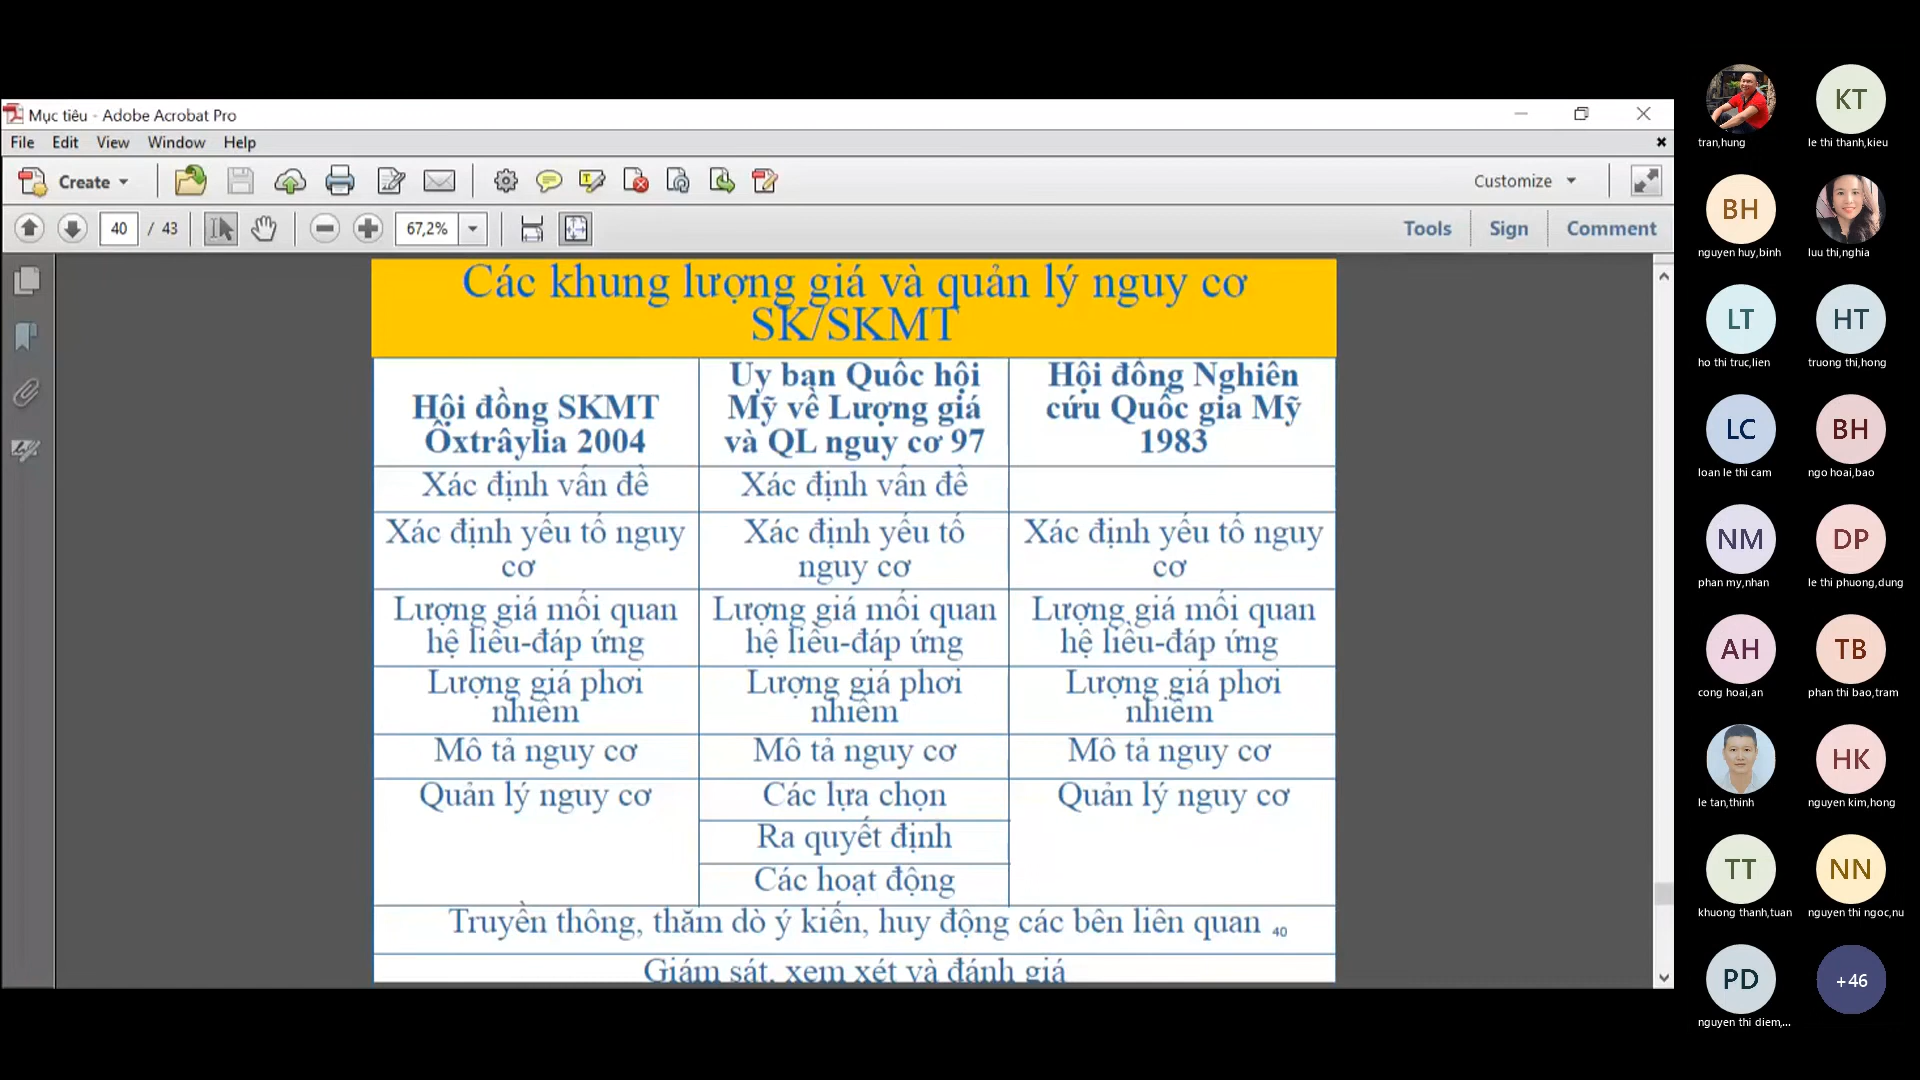 Mục tiêu - Adobe Acrobat Pro
File Edit View Window Help
Create
Customize
40 / 43
67,2%
Tools Sign Comment
Các khung lượng giá và quản lý nguy cơ
SK/SKMT
Hội đồng SKMT
Ôxtrâylia 2004
Uy ban Quốc hội
Mỹ về Lượng giá
và QL nguy cơ 97
Hội đồng Nghiên
cứu Quốc gia Mỹ
1983
Xác định vấn đề
Xác định vấn đề
Xác định yếu tố nguy
cơ
Xác định yếu tố
nguy cơ
Xác định yếu tố nguy
cơ
Lượng giá mối quan
hệ liều-đáp ứng
Lượng giá mối quan
hệ liều-đáp ứng
Lượng giá mối quan
hệ liều-đáp ứng
Lượng giá phơi
nhiễm
Lượng giá phơi
nhiễm
Lượng giá phơi
nhiễm
Mô tả nguy cơ
Mô tả nguy cơ
Mô tả nguy cơ
Quản lý nguy cơ
Các lựa chọn
Quản lý nguy cơ
Ra quyết định
Các hoạt động
Truyền thông, thăm dò ý kiến, huy động các bên liên quan
40
Giám sát, xem xét và đánh giá
KT
tran,hung
le thi thanh,kieu
BH
nguyen huy,binh
luu thi,nghia
LT
HT
ho thi truc,lien
truong thi,hong
LC
BH
loan le thi cam
ngo hoai,bao
NM
DP
phan my,nhan
le thi phuong,dung
AH
TB
cong hoai,an
phan thi bao,tram
HK
le tan,thinh
nguyen kim,hong
TT
NN
khuong thanh,tuan
nguyen thi ngoc,nu
PD
+46
nguyen thi diem,...